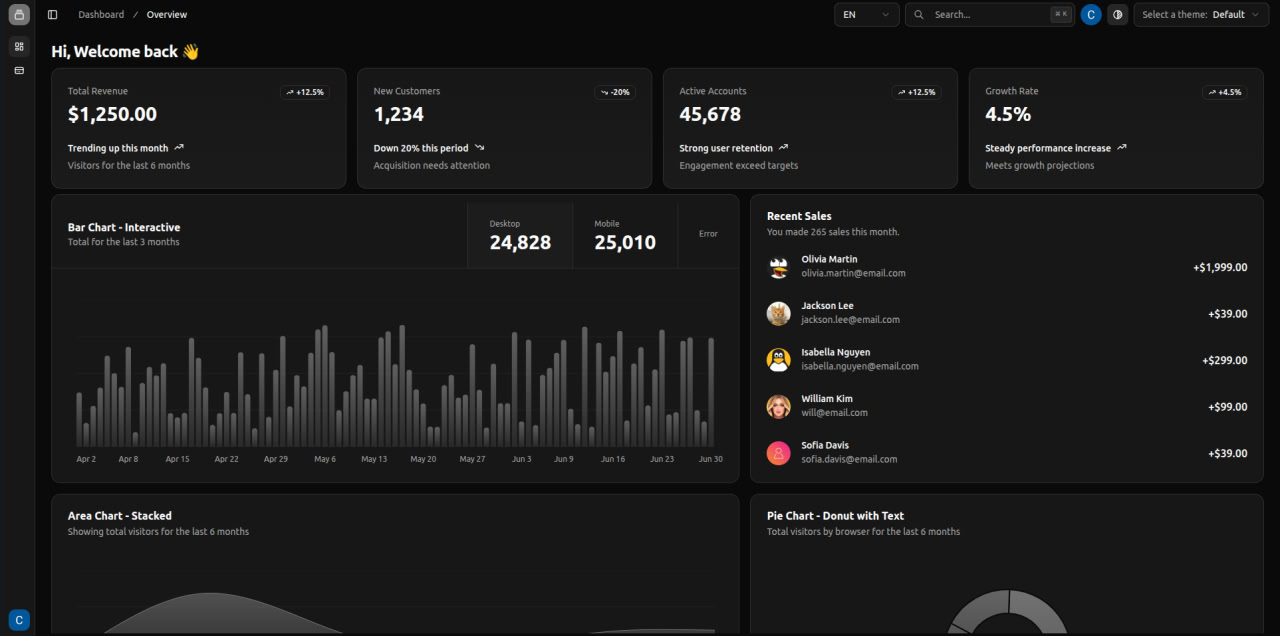 Dashboard / Overview
EN
Search...
⌘ K
C
Select a theme: Default
Hi, Welcome back 👋
Total Revenue
+12.5%
$1,250.00
Trending up this month
Visitors for the last 6 months
New Customers
-20%
1,234
Down 20% this period
Acquisition needs attention
Active Accounts
+12.5%
45,678
Strong user retention
Engagement exceed targets
Growth Rate
+4.5%
4.5%
Steady performance increase
Meets growth projections
Bar Chart - Interactive
Total for the last 3 months
Desktop
24,828
Mobile
25,010
Error
Apr 2 Apr 8 Apr 15 Apr 22 Apr 29 May 6 May 13 May 20 May 27 Jun 3 Jun 9 Jun 16 Jun 23 Jun 30
Recent Sales
You made 265 sales this month.
Olivia Martin
olivia.martin@email.com
+$1,999.00
Jackson Lee
jackson.lee@email.com
+$39.00
Isabella Nguyen
isabella.nguyen@email.com
+$299.00
William Kim
will@email.com
+$99.00
Sofia Davis
sofia.davis@email.com
+$39.00
Area Chart - Stacked
Showing total visitors for the last 6 months
Pie Chart - Donut with Text
Total visitors by browser for the last 6 months
C